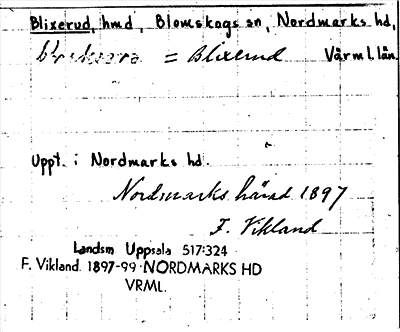 Blixerud, hmd, Blomskogs sn, Nordmarks hd,
= Blixerud Värml. län.
Uppt. i Nordmarks hd.
Nordmarks härad 1897
F. Vikland
Landsm Uppsala 517:324
F. Vikland. 1897-99 · NORDMARKS HD
VRML.